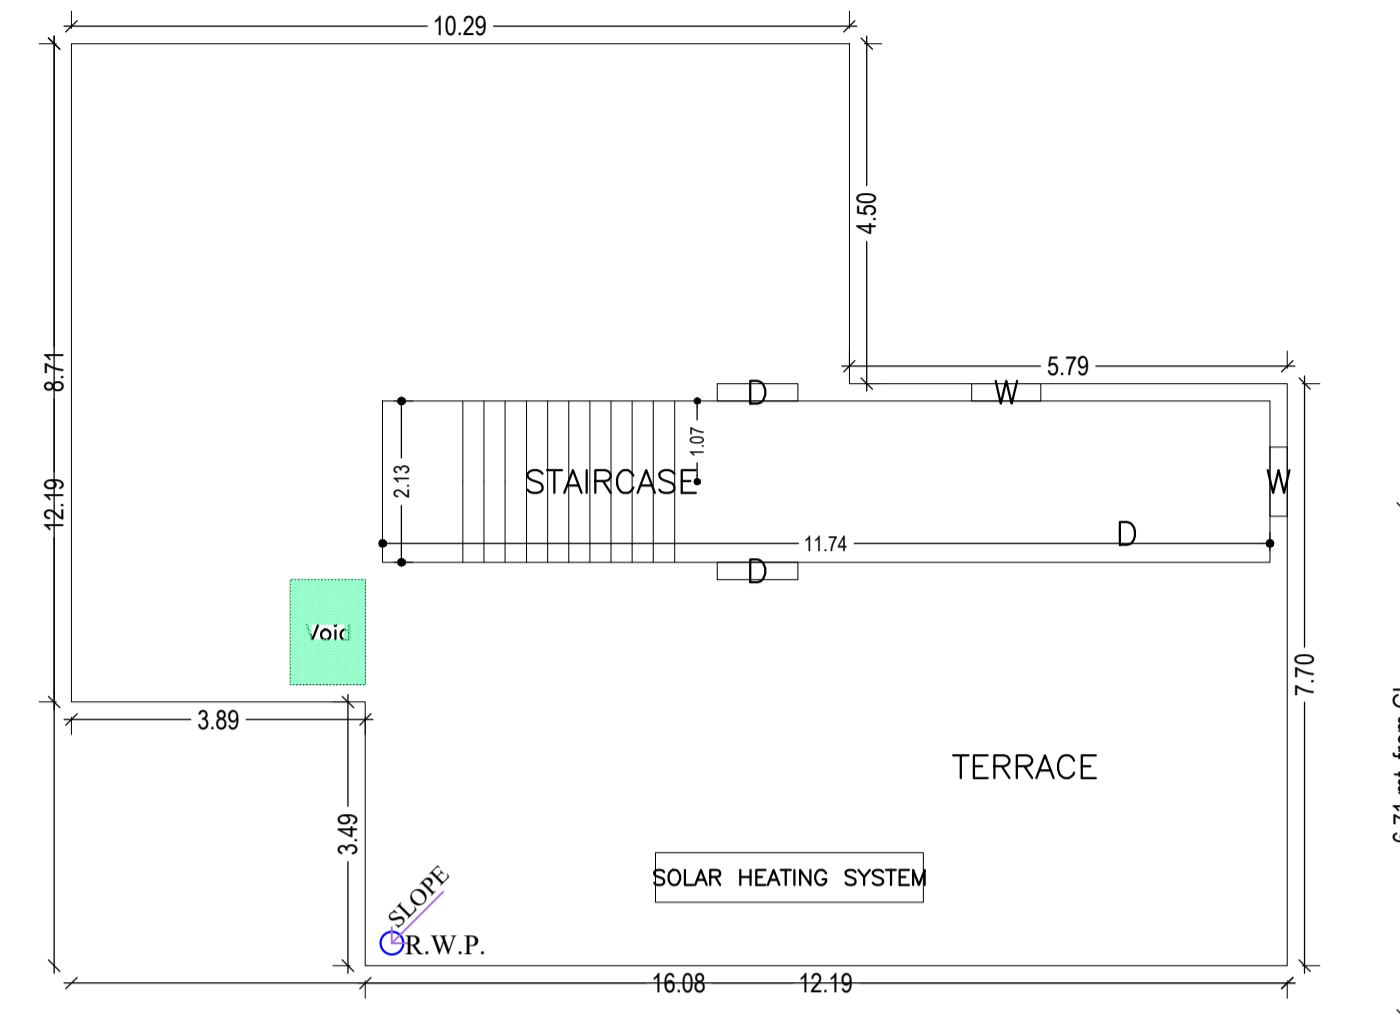 10.29
4.50
8.71
5.79
D
W
1.07
2.13
STAIRCASE
W
12.19
D
11.74
D
Void
7.70
3.89
TERRACE
3.49
SOLAR HEATING SYSTEM
SLOPE
R.W.P.
16.08
12.19